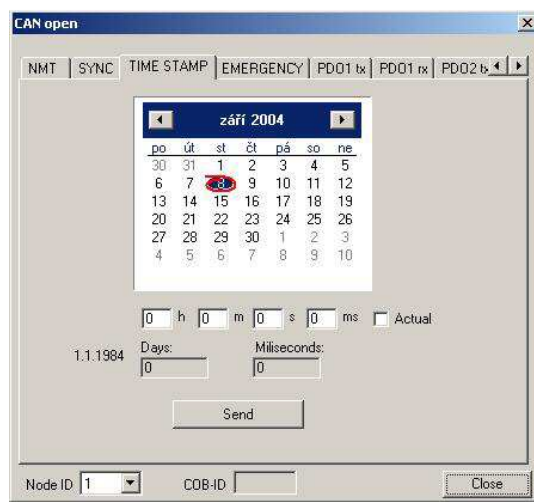 CAN open
NMT SYNC TIME STAMP EMERGENCY PDO1 tx PDO1 rx PDO2 tx
září 2004
po út st čt pá so ne
30 31 1 2 3 4 5
6 7 8 9 10 11 12
13 14 15 16 17 18 19
20 21 22 23 24 25 26
27 28 29 30 1 2 3
4 5 6 7 8 9 10
0 h 0 m 0 s 0 ms Actual
Days: Miliseconds:
1.1.1984 0 0
Send
Node ID 1 COB-ID Close